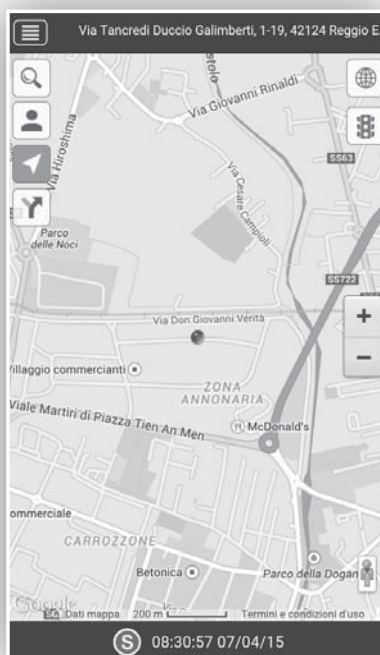 Via Tancredi Duccio Galimberti, 1-19, 42124 Reggio E
Via Giovanni Rinaldi
Via Hiroshima
SS63
Via Cesare Campioli
Parco
delle Noci
SS722
Via Don Giovanni Verità
+
Villaggio commercianti
−
ZONA
ANNONARIA
McDonald's
Viale Martiri di Piazza Tien An Men
ommerciale
CARROZZONE
Betonica
Parco della Dogan
Google
Dati mappa 200 m Termini e condizioni d'uso
S 08:30:57 07/04/15